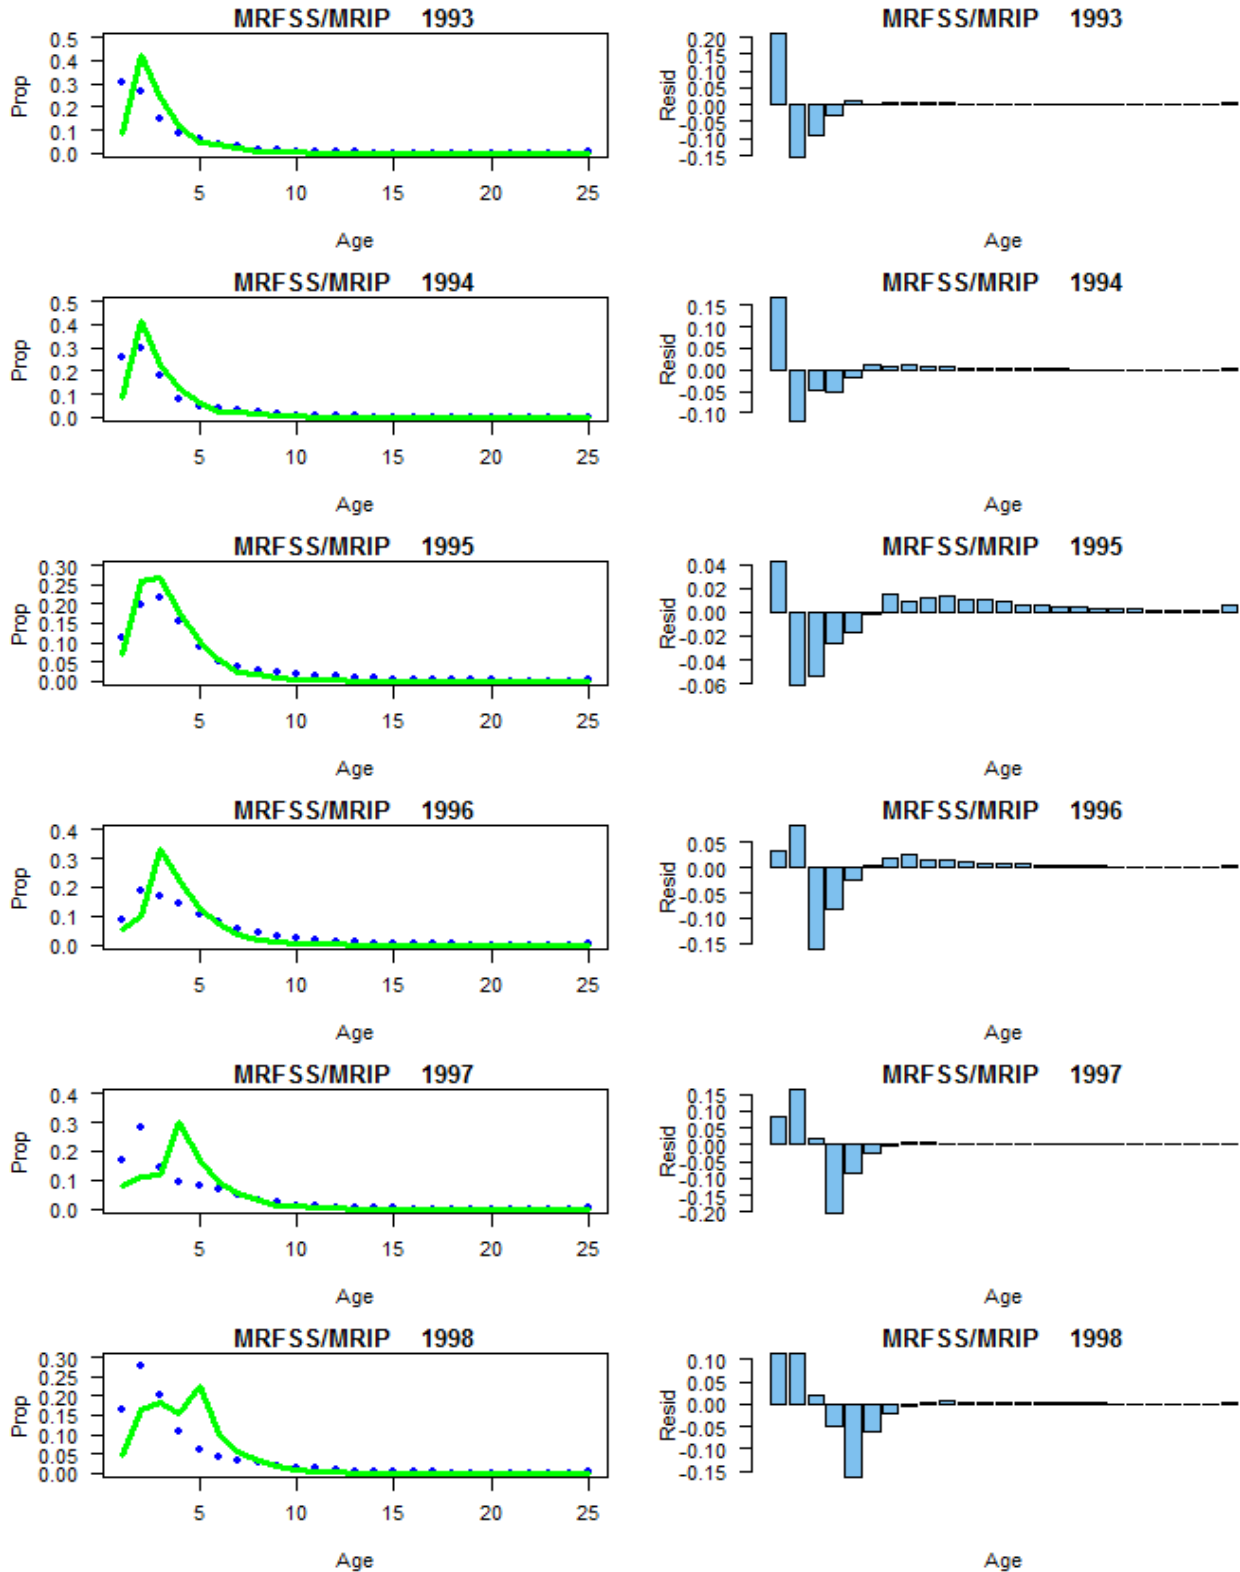 MRFSS/MRIP 1993
Prop
0.5
0.4
0.3
0.2
0.1
0.0
5 10 15 20 25
Age
MRFSS/MRIP 1993
Resid
0.20
0.15
0.10
0.05
0.00
-0.05
-0.10
-0.15
Age
MRFSS/MRIP 1994
Prop
0.5
0.4
0.3
0.2
0.1
0.0
5 10 15 20 25
Age
MRFSS/MRIP 1994
Resid
0.15
0.10
0.05
0.00
-0.05
-0.10
Age
MRFSS/MRIP 1995
Prop
0.30
0.25
0.20
0.15
0.10
0.05
0.00
5 10 15 20 25
Age
MRFSS/MRIP 1995
Resid
0.04
0.02
0.00
-0.02
-0.04
-0.06
Age
MRFSS/MRIP 1996
Prop
0.4
0.3
0.2
0.1
0.0
5 10 15 20 25
Age
MRFSS/MRIP 1996
Resid
0.05
0.00
-0.05
-0.10
-0.15
Age
MRFSS/MRIP 1997
Prop
0.4
0.3
0.2
0.1
0.0
5 10 15 20 25
Age
MRFSS/MRIP 1997
Resid
0.15
0.10
0.05
0.00
-0.05
-0.10
-0.15
-0.20
Age
MRFSS/MRIP 1998
Prop
0.30
0.25
0.20
0.15
0.10
0.05
0.00
5 10 15 20 25
Age
MRFSS/MRIP 1998
Resid
0.10
0.05
0.00
-0.05
-0.10
-0.15
Age